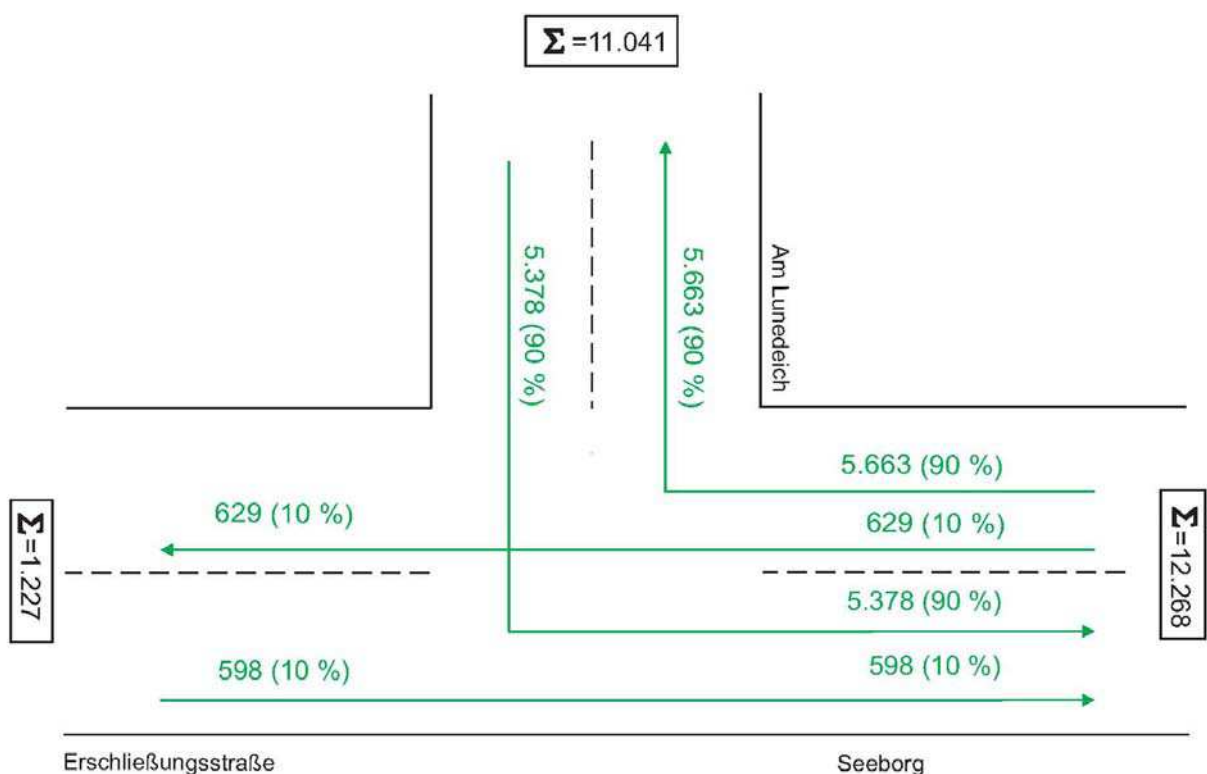 Σ =11.041
5.378 (90 %)
5.663 (90 %)
Am Lunedeich
5.663 (90 %)
629 (10 %)
629 (10 %)
Σ=1.227
Σ=12.268
5.378 (90 %)
598 (10 %)
598 (10 %)
Erschließungsstraße
Seeborg